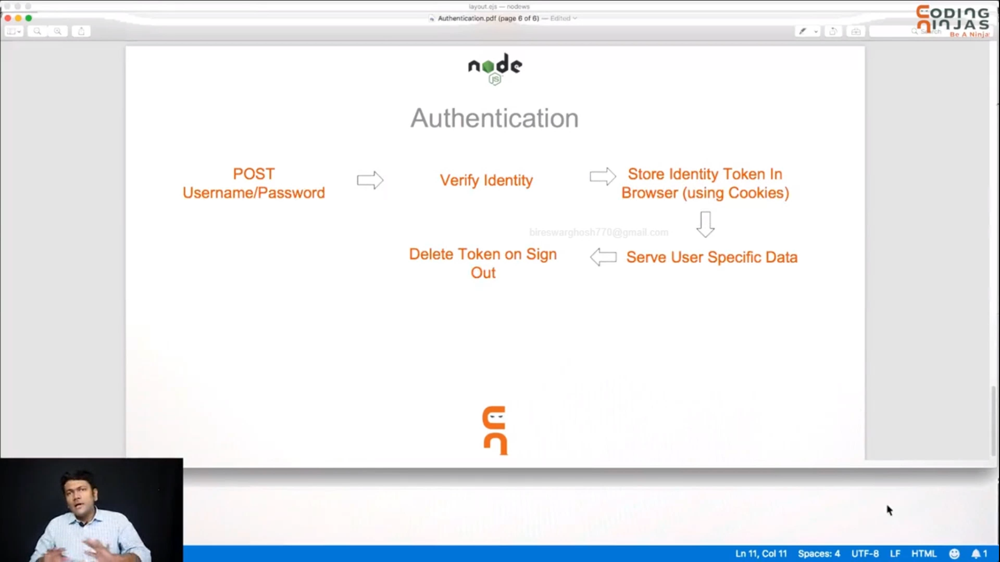 layout.ejs — nodews
Authentication.pdf (page 6 of 6) — Edited
CODING
NINJAS
Search
Be A Ninja!
node
JS
Authentication
POST
Username/Password
Verify Identity
Store Identity Token In
Browser (using Cookies)
bireswarghosh770@gmail.com
Delete Token on Sign
Out
Serve User Specific Data
Ln 11, Col 11 Spaces: 4 UTF-8 LF HTML 1